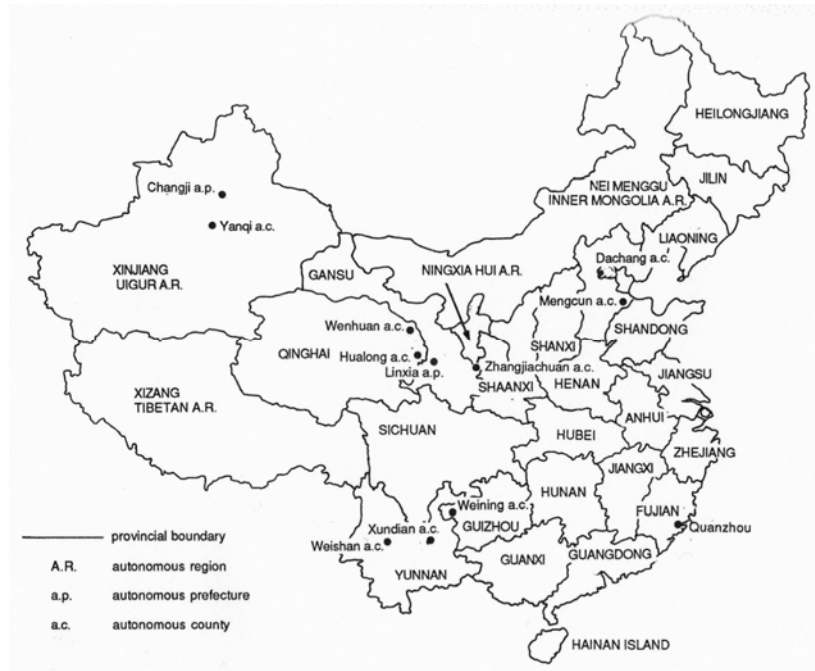 HEILONGJIANG
JILIN
NEI MENGGU
INNER MONGOLIA A.R.
LIAONING
Changji a.p.
Yanqi a.c.
XINJIANG
UIGUR A.R.
GANSU
NINGXIA HUI A.R.
Dachang a.c.
Mengcun a.c.
SHANDONG
Wenhuan a.c.
QINGHAI
Hualong a.c.
Linxia a.p.
SHANXI
Zhangjiachuan a.c.
SHAANXI
HENAN
JIANGSU
XIZANG
TIBETAN A.R.
ANHUI
SICHUAN
HUBEI
ZHEJIANG
JIANGXI
HUNAN
Weining a.c.
GUIZHOU
FUJIAN
Quanzhou
Xundian a.c.
Weishan a.c.
YUNNAN
GUANXI
GUANGDONG
HAINAN ISLAND
provincial boundary
A.R. autonomous region
a.p. autonomous prefecture
a.c. autonomous county